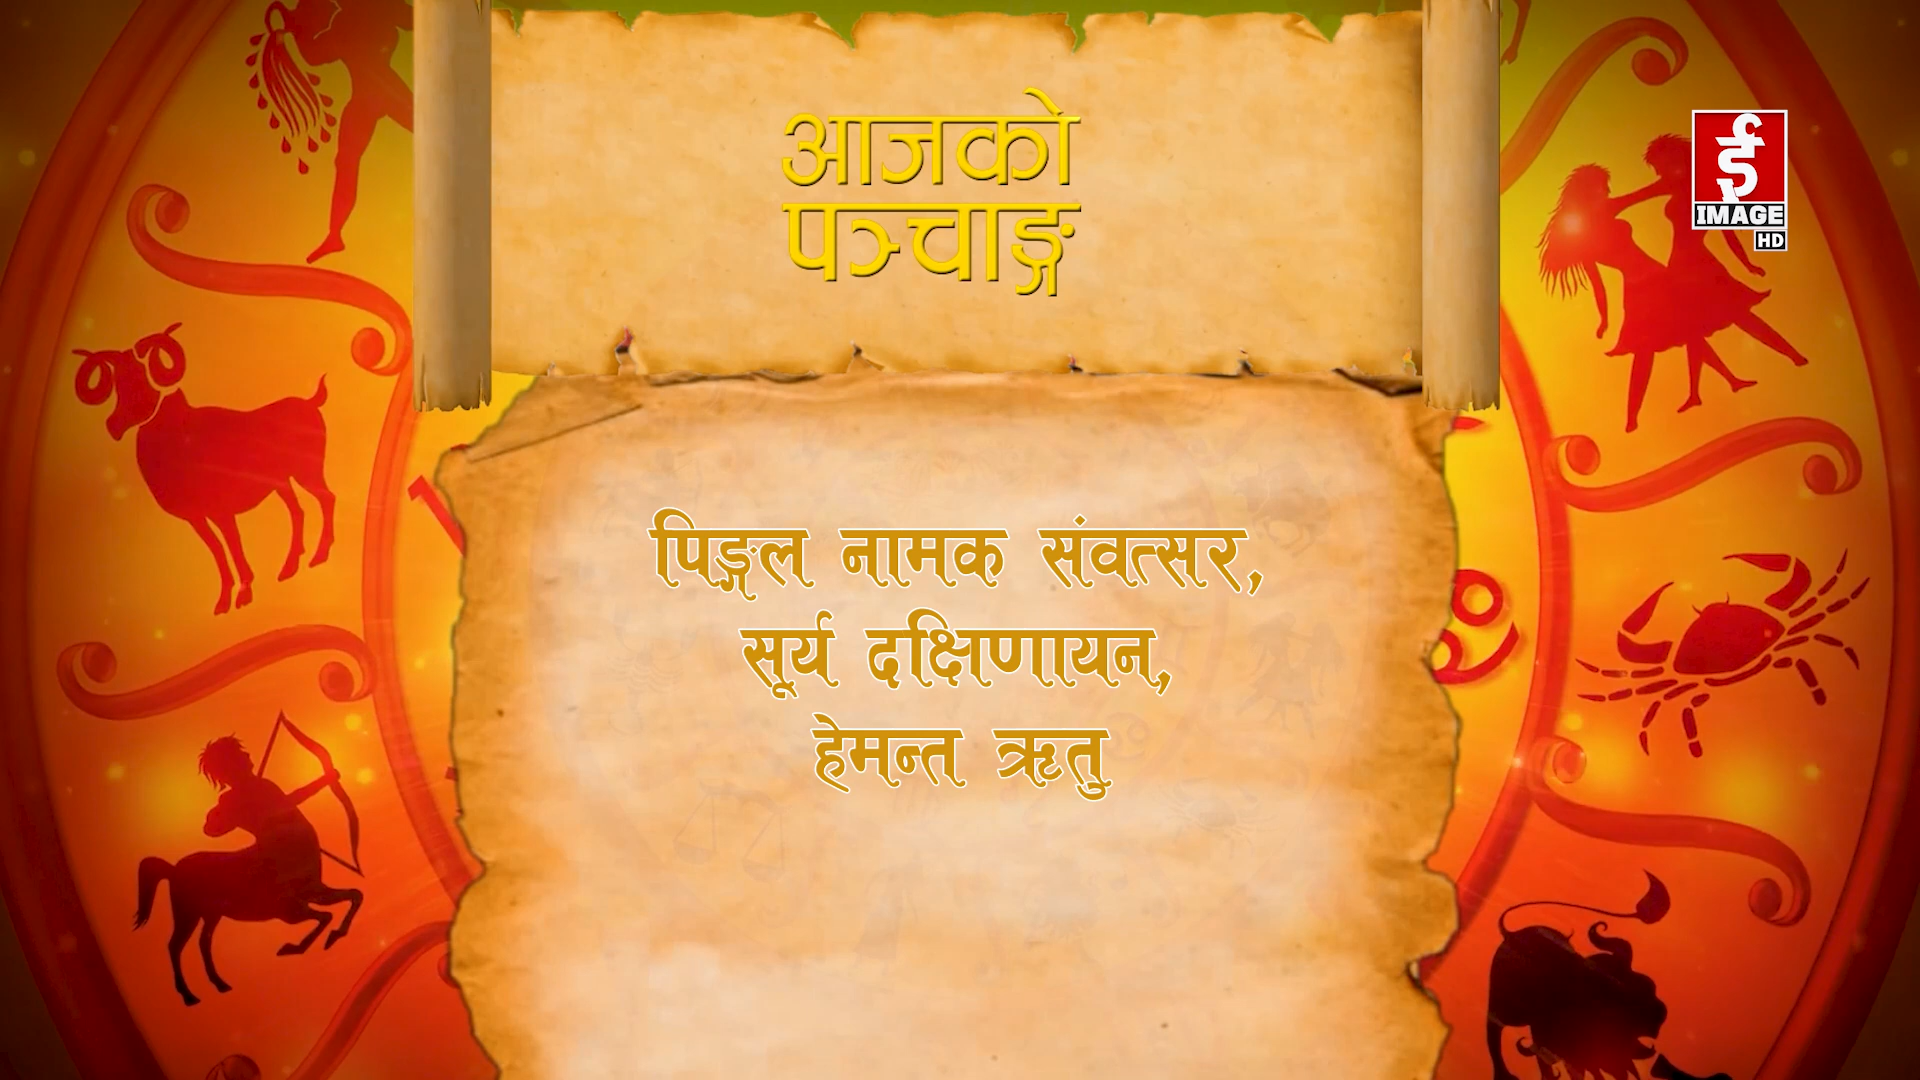 आजको
पञ्चाङ्ग
ई
IMAGE
HD
पिङ्गल नामक संवत्सर,
सूर्य दक्षिणायन,
हेमन्त ऋतु